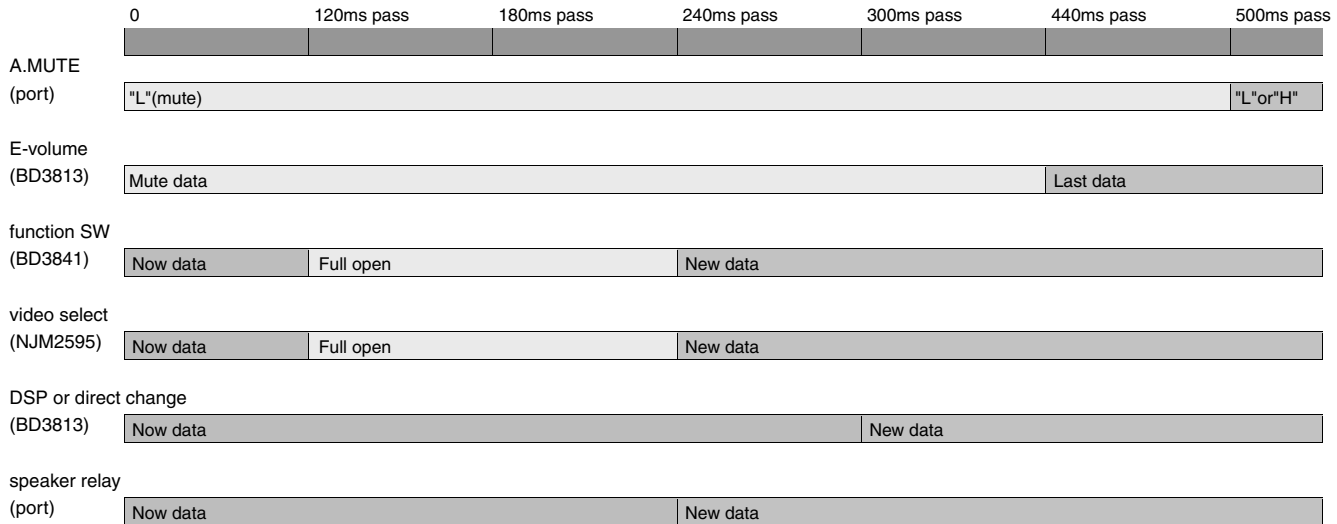 0 120ms pass 180ms pass 240ms pass 300ms pass 440ms pass 500ms pass
A.MUTE
(port) "L"(mute) "L"or"H"
E-volume
(BD3813) Mute data Last data
function SW
(BD3841) Now data Full open New data
video select
(NJM2595) Now data Full open New data
DSP or direct change
(BD3813) Now data New data
speaker relay
(port) Now data New data